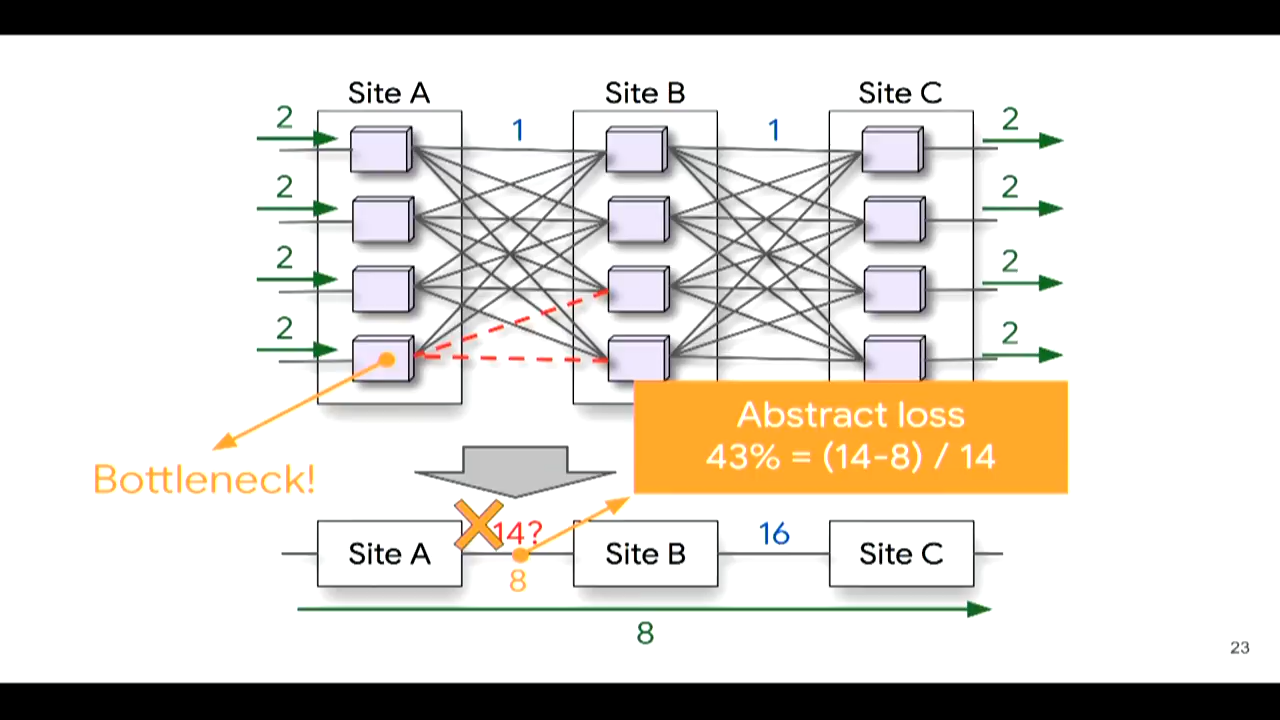 Site A
Site B
Site C
2
1
1
2
2
2
2
2
2
2
Bottleneck!
Abstract loss
43% = (14-8) / 14
14?
16
Site A
Site B
Site C
8
8
23